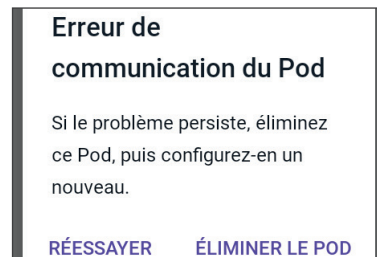 Erreur de
communication du Pod
Si le problème persiste, éliminez
ce Pod, puis configurez-en un
nouveau.
RÉESSAYER ÉLIMINER LE POD